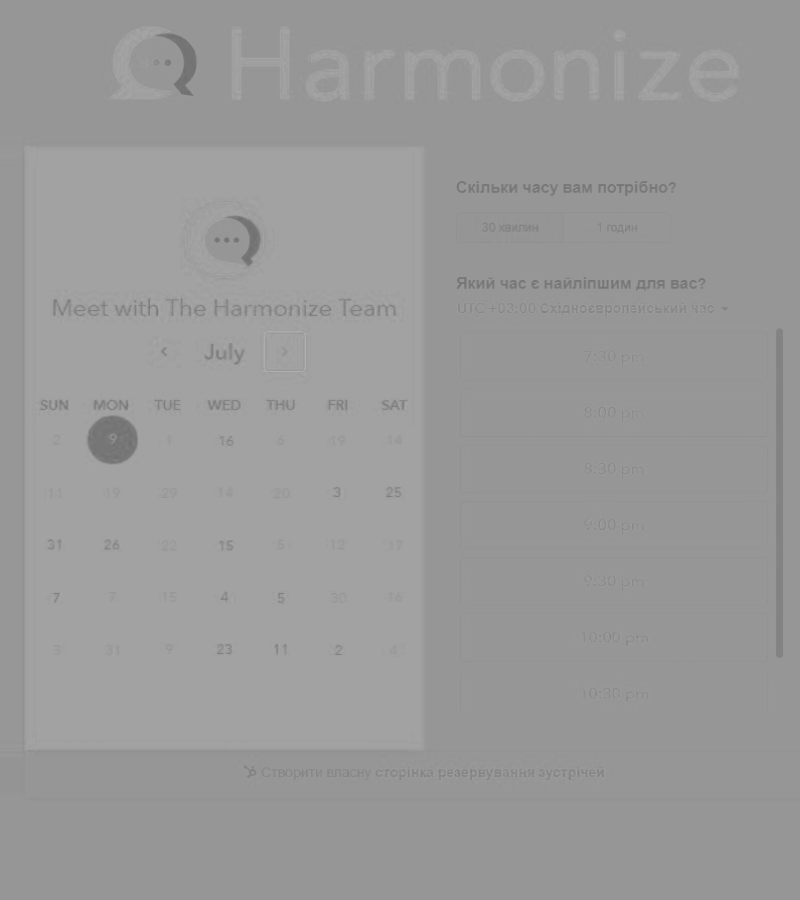 Harmonize
Meet with The Harmonize Team
July
SUN MON TUE WED THU FRI SAT
2 9 1 16 6 19 14
11 19 29 14 20 3 25
31 26 22 15 5 12 17
7 7 15 4 5 30 16
5 31 9 23 11 2 4
Скільки часу вам потрібно?
30 хвилин 1 годин
Який час є найліпшим для вас?
UTC +03:00 Східноєвропейський час
7:30 pm
8:00 pm
8:30 pm
9:00 pm
9:30 pm
10:00 pm
10:30 pm
Створити власну сторінка резервування зустрічей